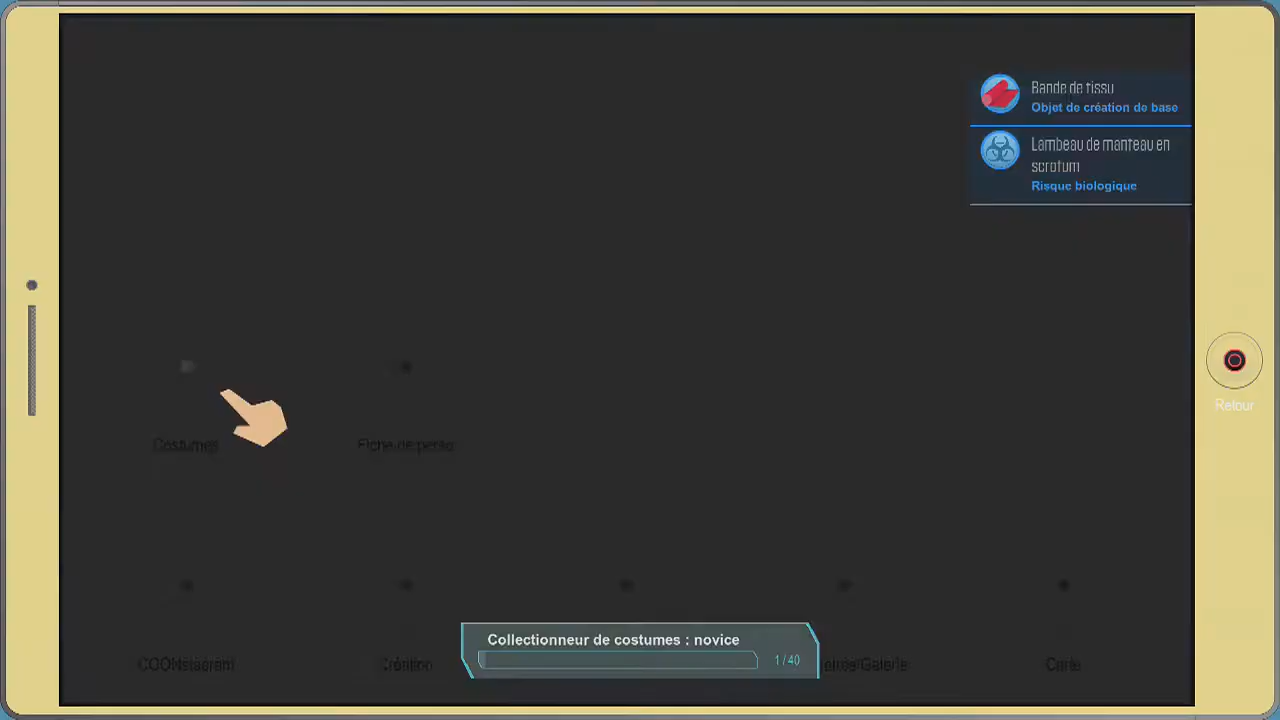 Bande de tissu
Objet de création de base
Lambeau de manteau en
scrotum
Risque biologique
Retour
Costumes
Fiche de perso
Collectionneur de costumes : novice
1 / 40
COONstagram
Création
Carte